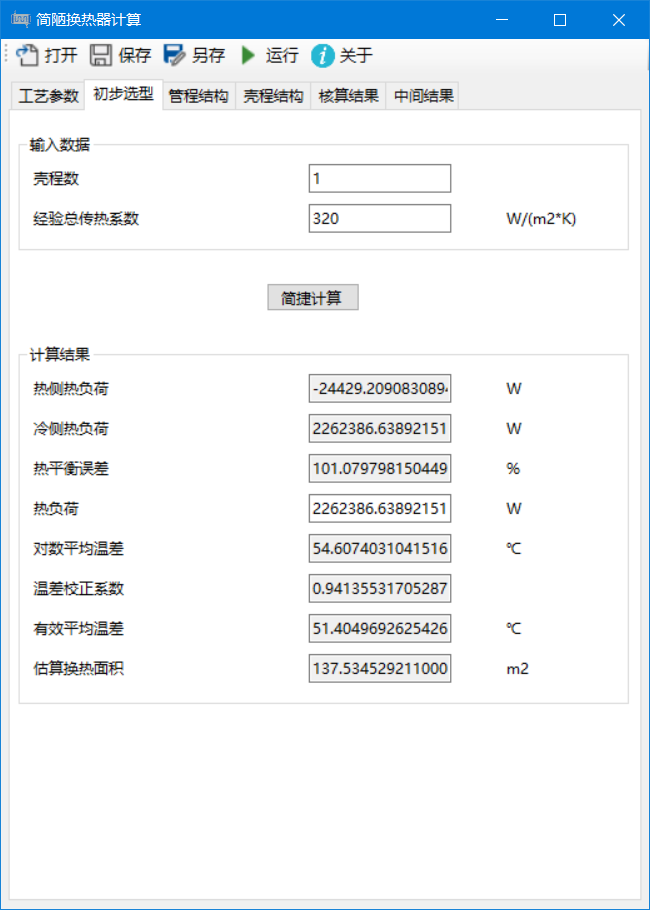 简陋换热器计算
打开 保存 另存 运行 关于
工艺参数 初步选型 管程结构 壳程结构 核算结果 中间结果
输入数据
壳程数 1
经验总传热系数 320 W/(m2*K)
简捷计算
计算结果
热侧热负荷 -2442​9.209083089 W
冷侧热负荷 2262386.63892151 W
热平衡误差 101.079798150449 %
热负荷 2262386.63892151 W
对数平均温差 54.6074031041516 ℃
温差校正系数 0.94135531705287
有效平均温差 51.4049692625426 ℃
估算换热面积 137.534529211000 m2